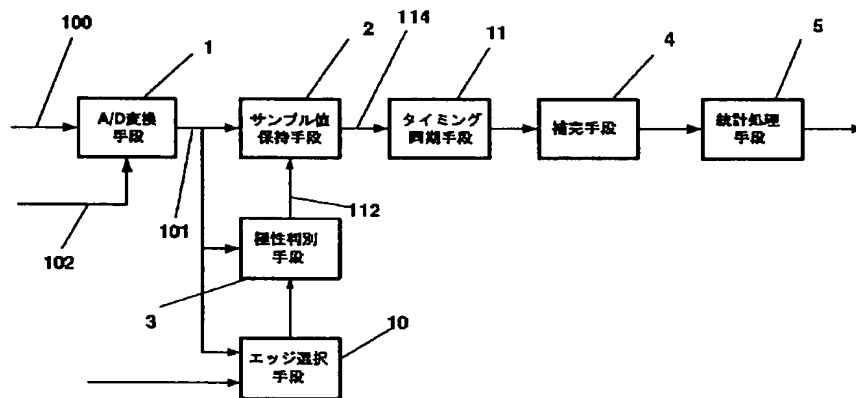 100
1
2
114
11
4
5
A/D変換
手段
サンプル値
保持手段
タイミング
同期手段
補完手段
統計処理
手段
102
101
112
極性判別
手段
3
10
エッジ選択
手段